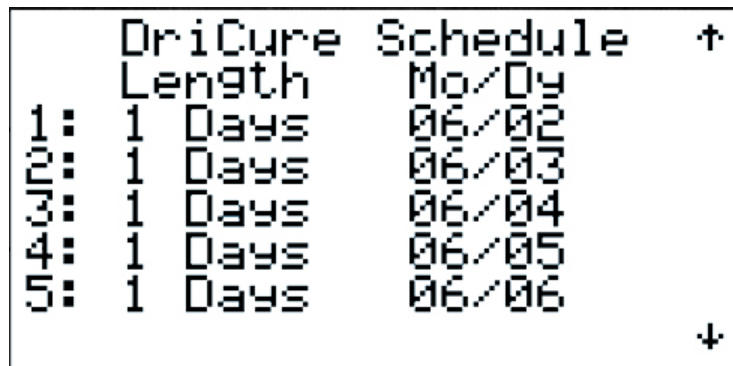 DriCure Schedule ↑
Length Mo/Dy
1: 1 Days 06/02
2: 1 Days 06/03
3: 1 Days 06/04
4: 1 Days 06/05
5: 1 Days 06/06
↓